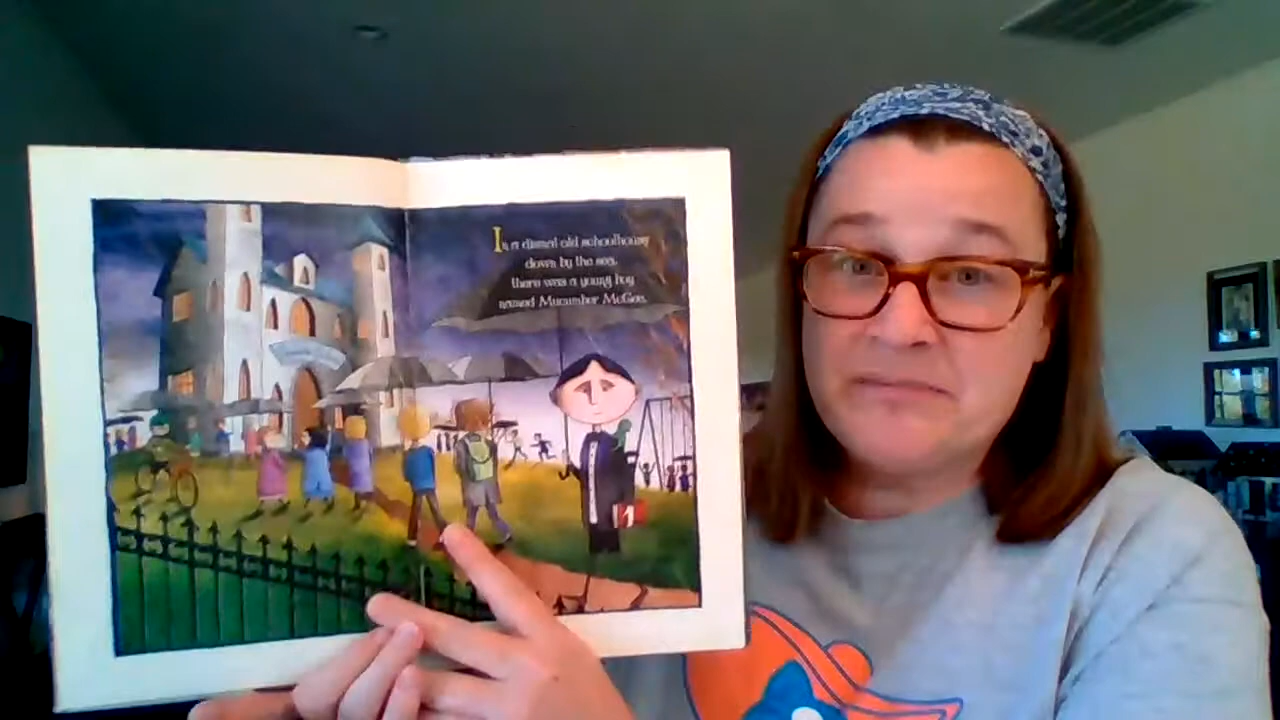 In a dismal old schoolhouse
down by the sea,
there was a young boy
named Mucumber McGee.